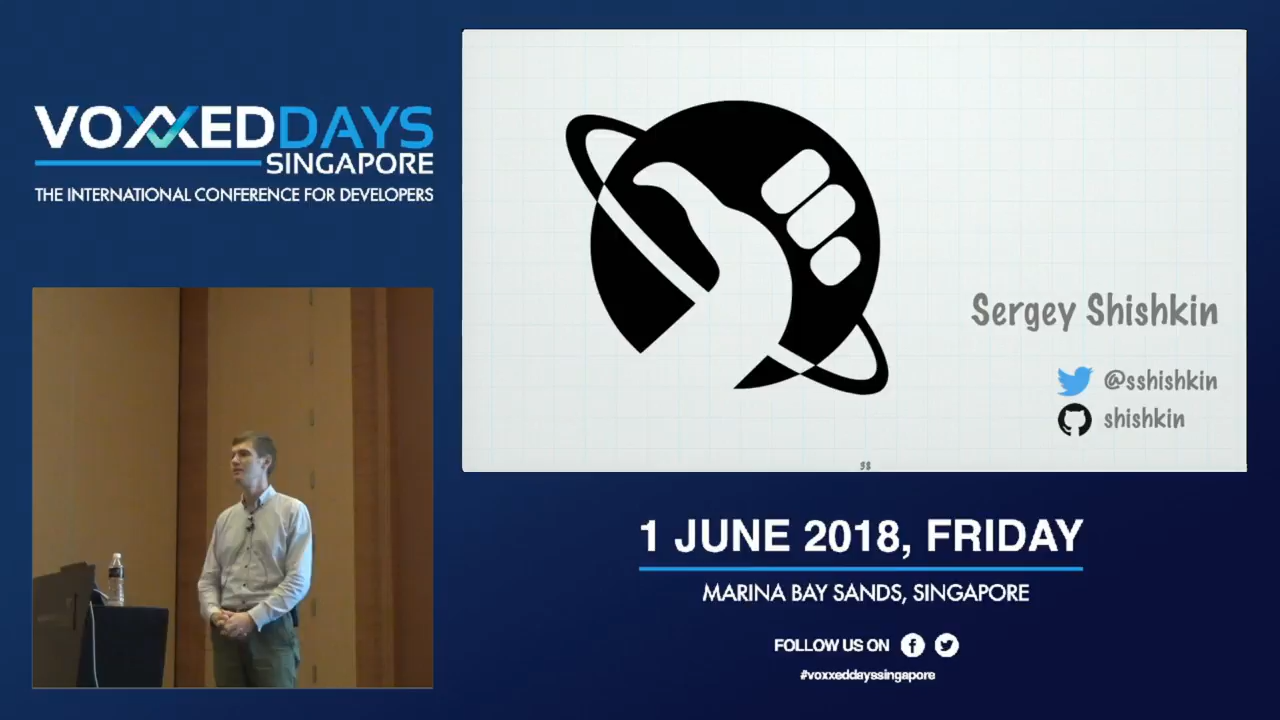 VOXXEDDAYS
SINGAPORE
THE INTERNATIONAL CONFERENCE FOR DEVELOPERS
Sergey Shishkin
@sshishkin
shishkin
38
1 JUNE 2018, FRIDAY
MARINA BAY SANDS, SINGAPORE
FOLLOW US ON
#voxxeddayssingapore